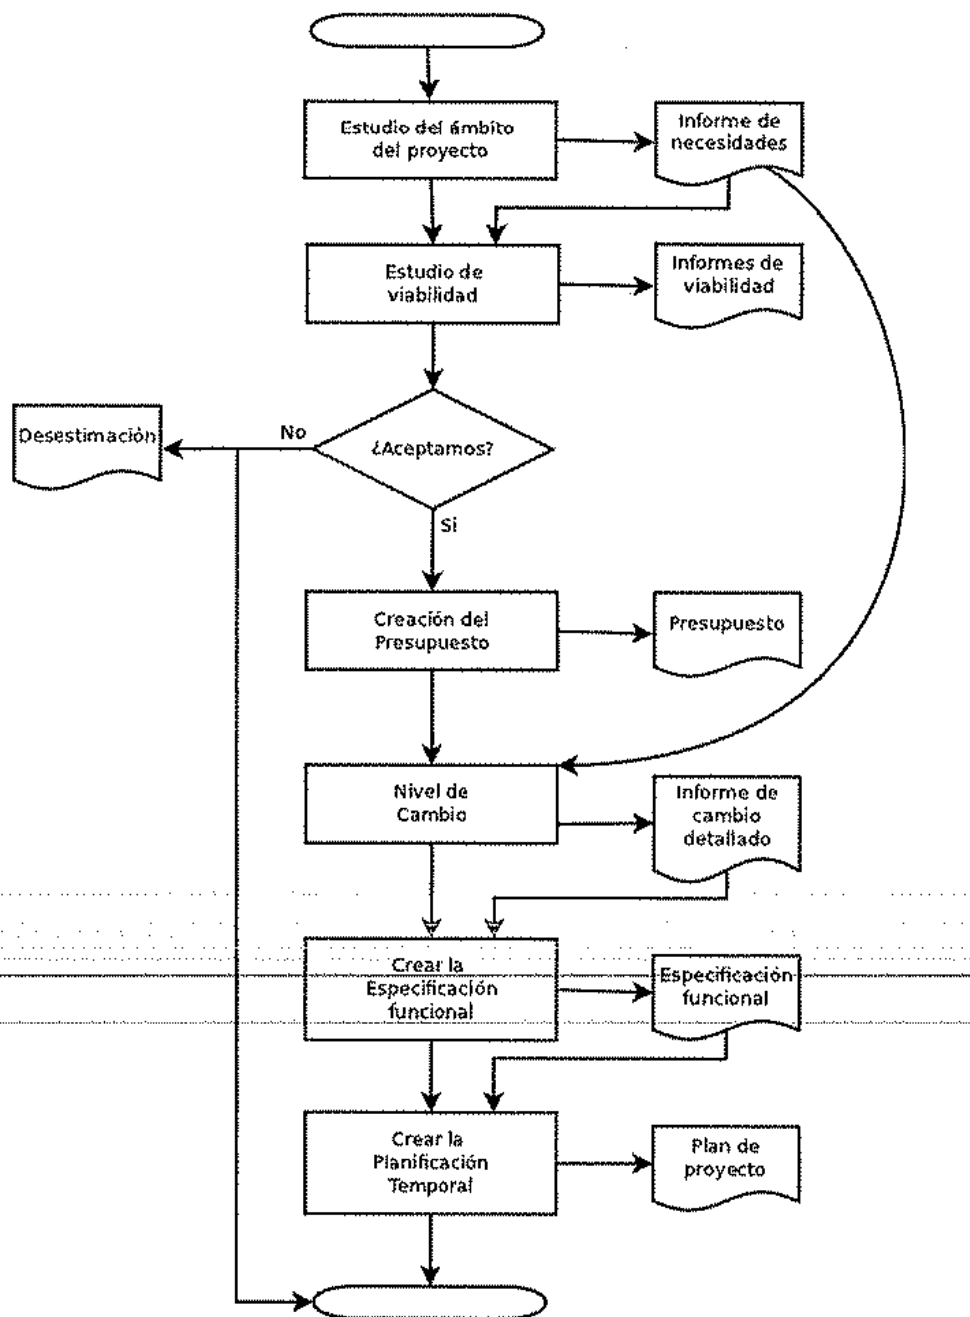 Estudio del ámbito
del proyecto
Informe de
necesidades
Estudio de
viabilidad
Informes de
viabilidad
Desestimación
No
¿Aceptamos?
Si
Creación del
Presupuesto
Presupuesto
Nivel de
Cambio
Informe de
cambio
detallado
Crear la
Especificación
funcional
Especificación
funcional
Crear la
Planificación
Temporal
Plan de
proyecto